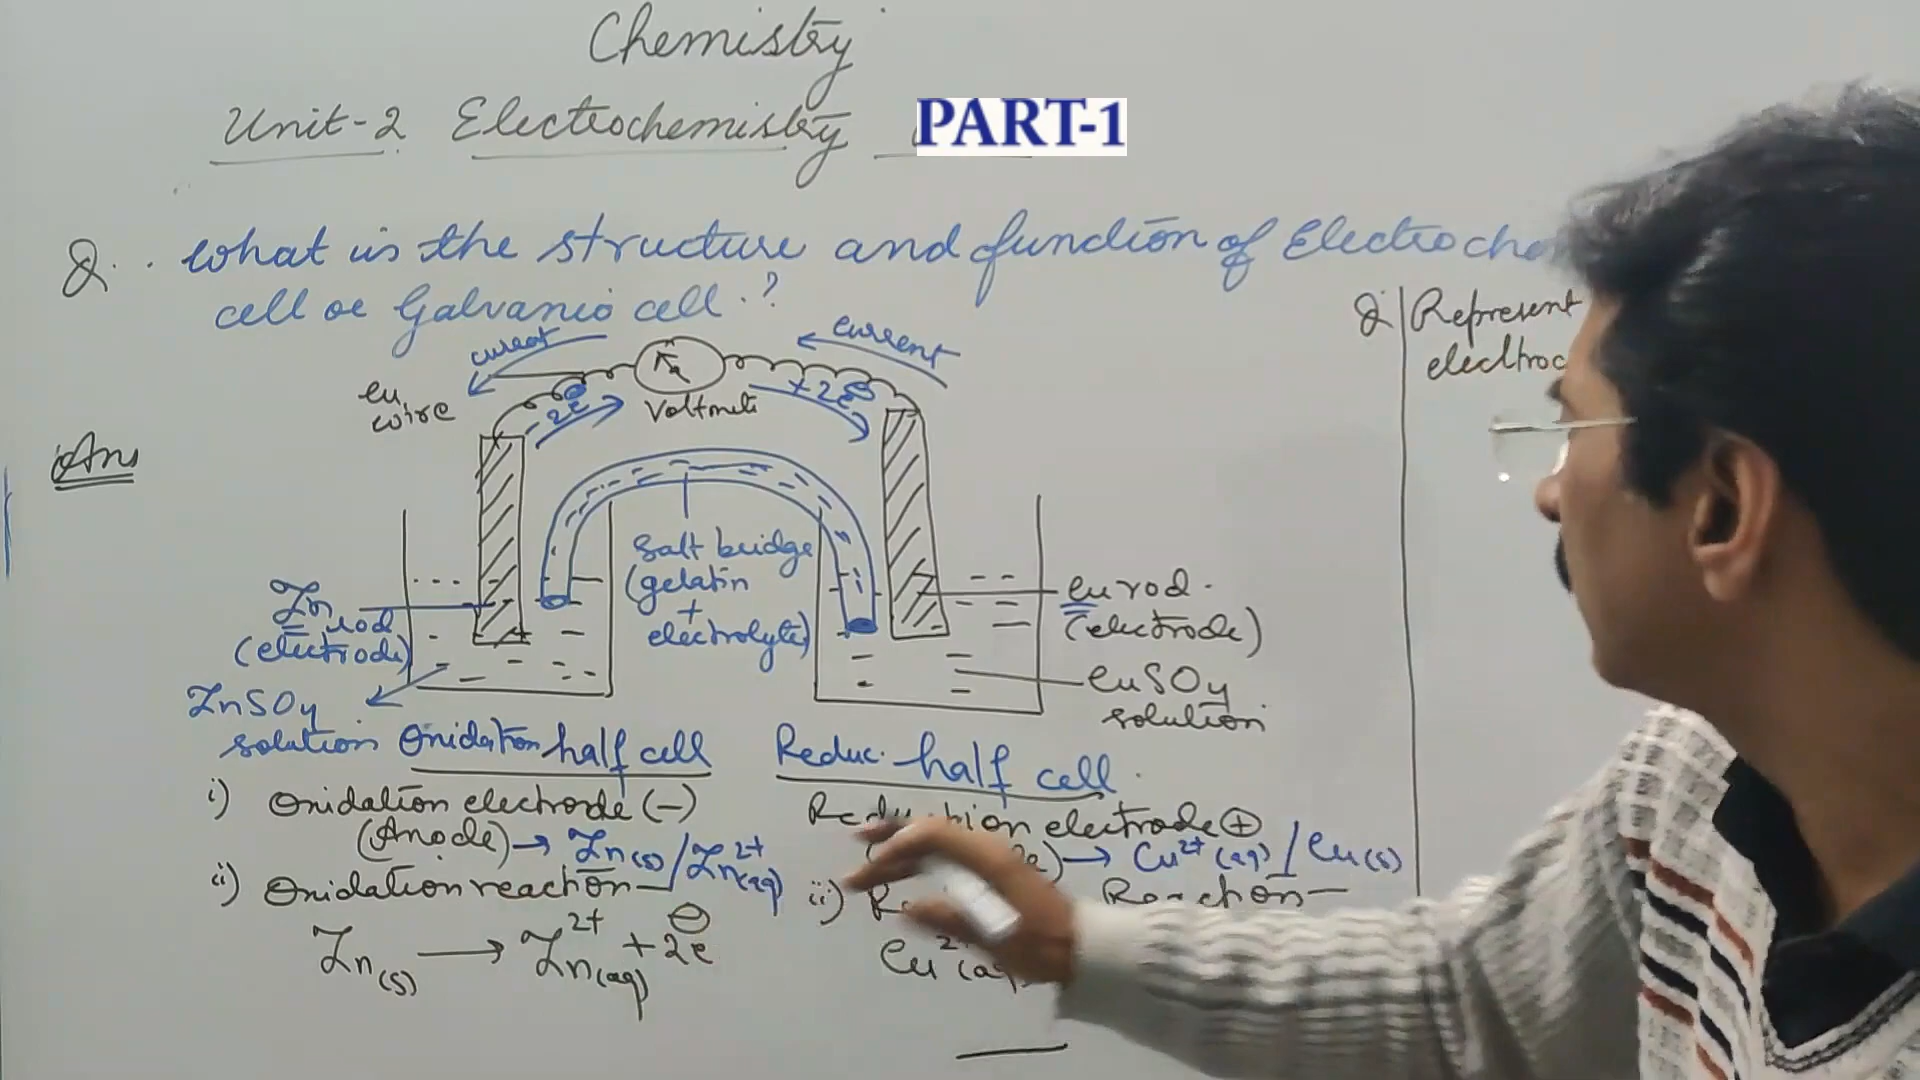 Chemistry
Unit-2 Electrochemistry PART-1
Q. What is the structure and function of Electroche
cell or Galvanic cell.?
Q Represent
electroc
current
current
cu
wire
2e⊖
Voltmete
+2e⊖
Ans
Salt bridge
(gelatin
+
electrolyte)
Zn rod
(electrode)
Cu rod.
(electrode)
ZnSO4
solution
CuSO4
solution
Oxidation half cell
Reduc. half cell.
i) Oxidation electrode (-)
(Anode) → Zn(s)/Zn2+(aq)
ii) Oxidation reaction—
Zn(s) → Zn2+(aq) + 2e⊖
electrode ⊕
→ Cu2+(aq)/Cu(s)
ii) Reaction—